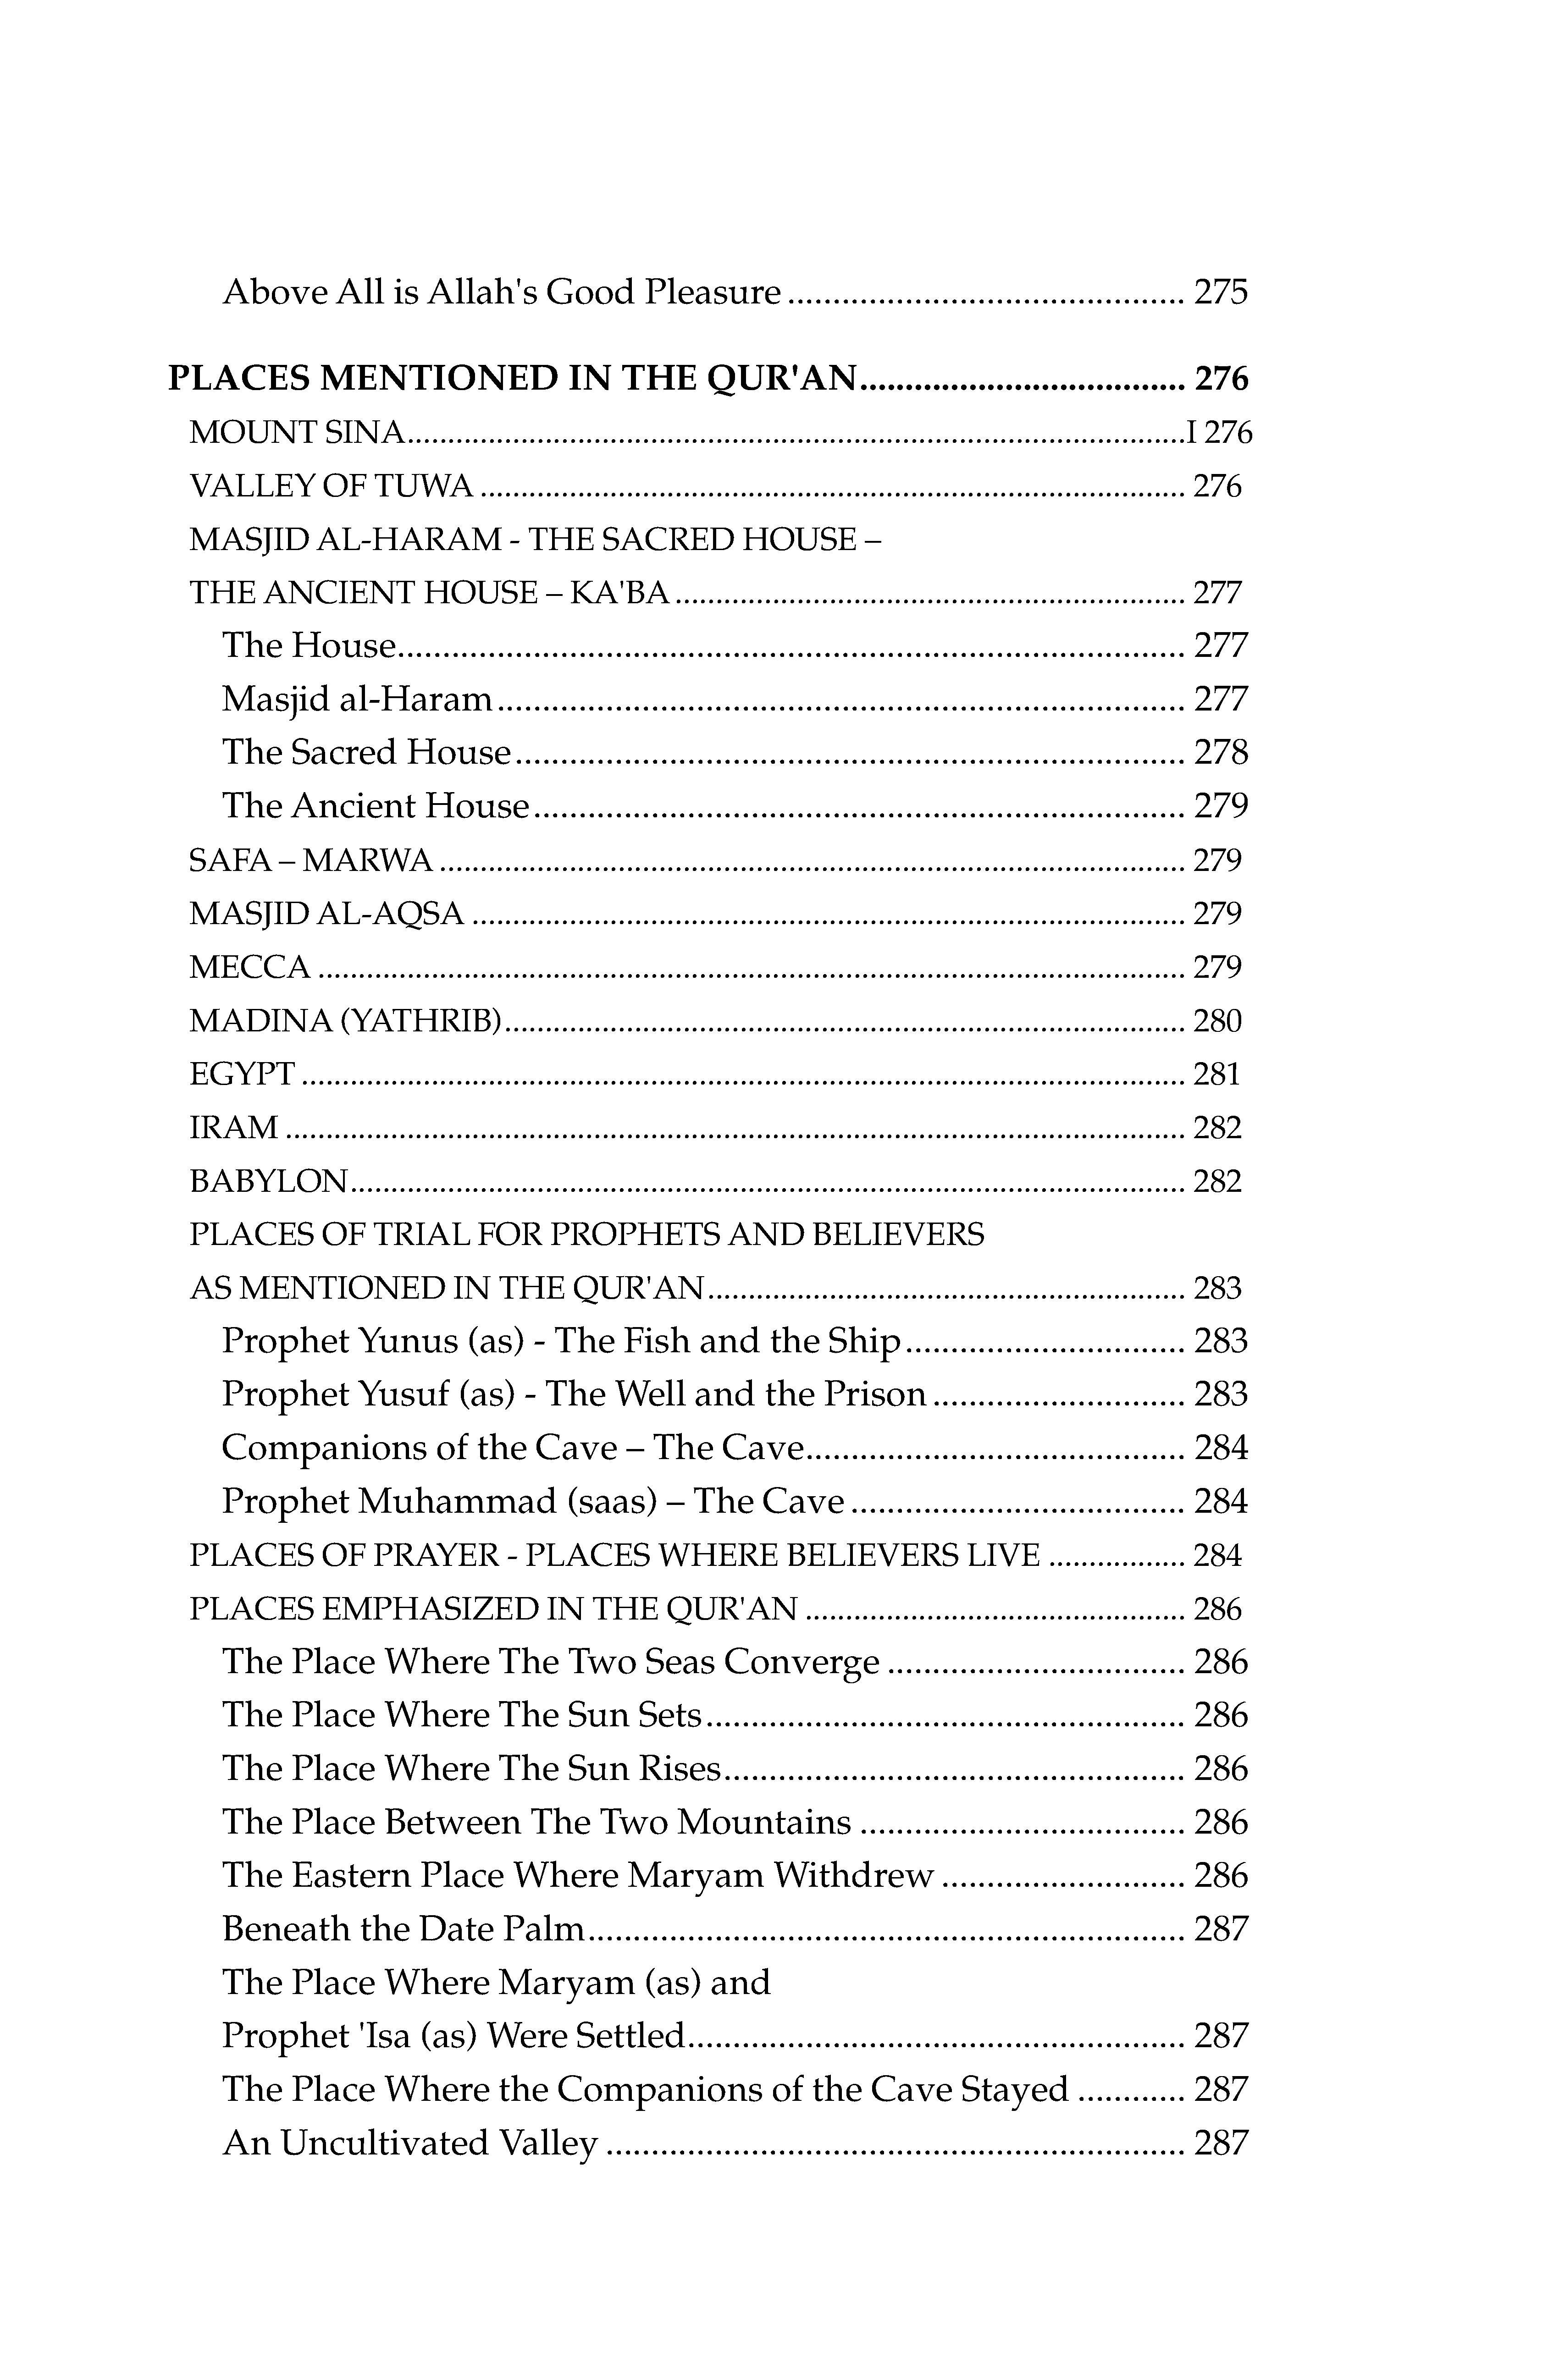 Above All is Allah's Good Pleasure ............................................ 275
PLACES MENTIONED IN THE QUR'AN.................................... 276
MOUNT SINA................................................................................................I 276
VALLEY OF TUWA ....................................................................................... 276
MASJID AL-HARAM - THE SACRED HOUSE –
THE ANCIENT HOUSE – KA'BA ............................................................... 277
The House....................................................................................... 277
Masjid al-Haram............................................................................ 277
The Sacred House.......................................................................... 278
The Ancient House........................................................................ 279
SAFA – MARWA ............................................................................................ 279
MASJID AL-AQSA ........................................................................................ 279
MECCA ........................................................................................................... 279
MADINA (YATHRIB).................................................................................... 280
EGYPT ............................................................................................................. 281
IRAM ............................................................................................................... 282
BABYLON....................................................................................................... 282
PLACES OF TRIAL FOR PROPHETS AND BELIEVERS
AS MENTIONED IN THE QUR'AN........................................................... 283
Prophet Yunus (as) - The Fish and the Ship............................... 283
Prophet Yusuf (as) - The Well and the Prison ............................ 283
Companions of the Cave – The Cave.......................................... 284
Prophet Muhammad (saas) – The Cave ..................................... 284
PLACES OF PRAYER - PLACES WHERE BELIEVERS LIVE ................. 284
PLACES EMPHASIZED IN THE QUR'AN ............................................... 286
The Place Where The Two Seas Converge ................................. 286
The Place Where The Sun Sets..................................................... 286
The Place Where The Sun Rises................................................... 286
The Place Between The Two Mountains .................................... 286
The Eastern Place Where Maryam Withdrew ........................... 286
Beneath the Date Palm.................................................................. 287
The Place Where Maryam (as) and
Prophet 'Isa (as) Were Settled....................................................... 287
The Place Where the Companions of the Cave Stayed ............ 287
An Uncultivated Valley ................................................................ 287